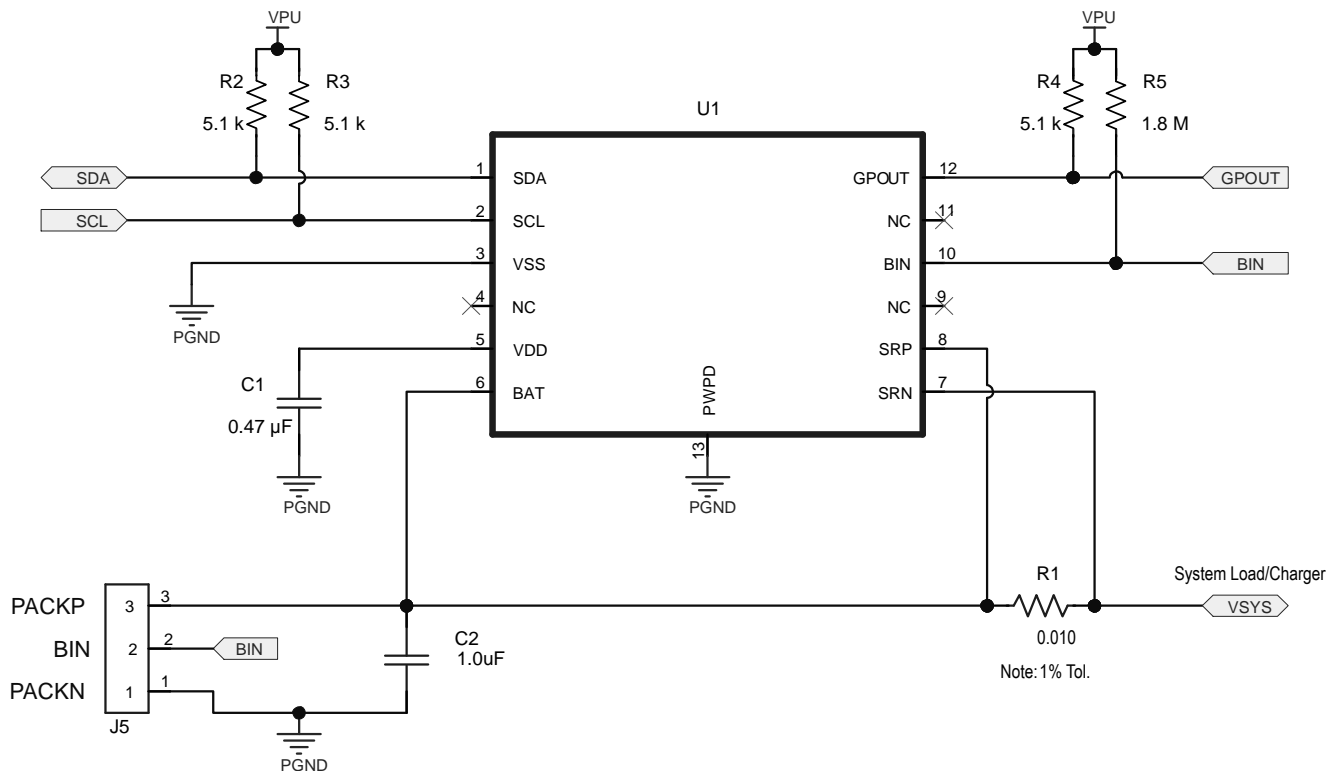 VPU
VPU
R2
R3
R4
R5
5.1 k
5.1 k
5.1 k
1.8 M
U1
SDA
1
SDA
GPOUT
12
GPOUT
SCL
2
SCL
NC
11
3
VSS
BIN
10
BIN
4
NC
NC
9
PGND
5
VDD
SRP
8
C1
0.47 µF
6
BAT
PWPD
SRN
7
13
PGND
PGND
System Load/Charger
R1
VSYS
0.010
Note: 1% Tol.
PACKP
3
3
BIN
2
2
BIN
C2
1.0uF
PACKN
1
1
J5
PGND